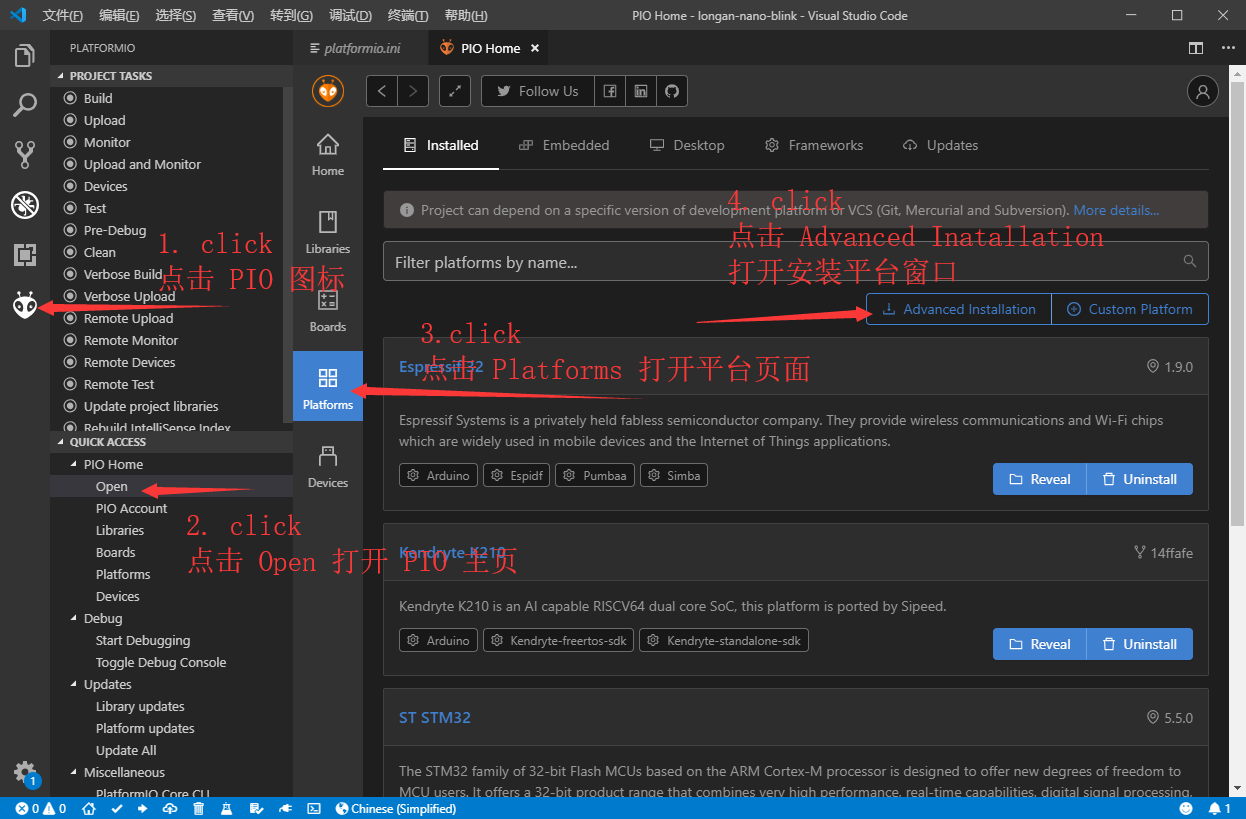 文件(F) 编辑(E) 选择(S) 查看(V) 转到(G) 调试(D) 终端(T) 帮助(H) PIO Home - longan-nano-blink - Visual Studio Code
PLATFORMIO
platformio.ini
PIO Home
PROJECT TASKS
Build
Upload
Monitor
Upload and Monitor
Devices
Test
Pre-Debug
Clean
Verbose Build
Verbose Upload
Remote Upload
Remote Monitor
Remote Devices
Remote Test
Update project libraries
Rebuild IntelliSense Index
QUICK ACCESS
PIO Home
Open
PIO Account
Libraries
Boards
Platforms
Devices
Debug
Start Debugging
Toggle Debug Console
Updates
Library updates
Platform updates
Update All
Miscellaneous
PlatformIO Core CLI
1. click
点击 PIO 图标
2. click
点击 Open 打开 PIO 主页
Follow Us
Home
Libraries
Boards
Platforms
Devices
Installed Embedded Desktop Frameworks Updates
Project can depend on a specific version of development platform or VCS (Git, Mercurial and Subversion). More details...
4. click
点击 Advanced Inatallation
打开安装平台窗口
Filter platforms by name...
Advanced Installation Custom Platform
3.click
点击 Platforms 打开平台页面
Espressif 32 1.9.0
Espressif Systems is a privately held fabless semiconductor company. They provide wireless communications and Wi-Fi chips
which are widely used in mobile devices and the Internet of Things applications.
Arduino Espidf Pumbaa Simba
Reveal Uninstall
Kendryte K210 14ffafe
Kendryte K210 is an AI capable RISCV64 dual core SoC, this platform is ported by Sipeed.
Arduino Kendryte-freertos-sdk Kendryte-standalone-sdk
Reveal Uninstall
ST STM32 5.5.0
The STM32 family of 32-bit Flash MCUs based on the ARM Cortex-M processor is designed to offer new degrees of freedom to
MCU users. It offers a 32-bit product range that combines very high performance, real-time capabilities, digital signal processing,
1
0 0 Chinese (Simplified) 1